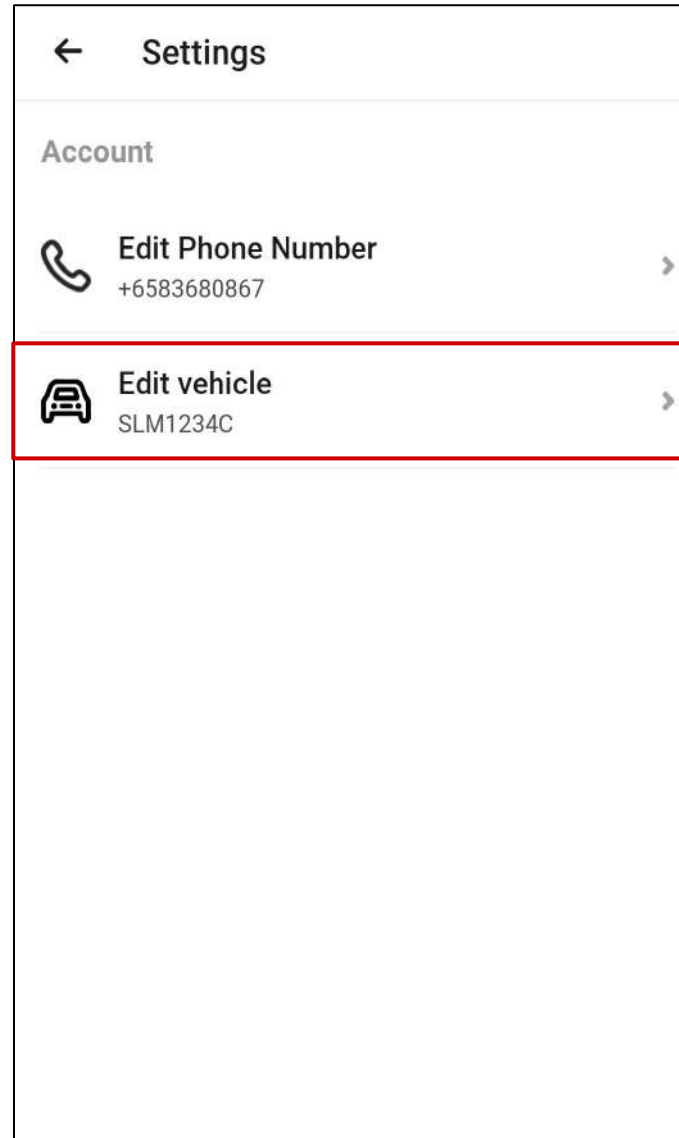 Settings
Account
Edit Phone Number
+6583680867
Edit vehicle
SLM1234C